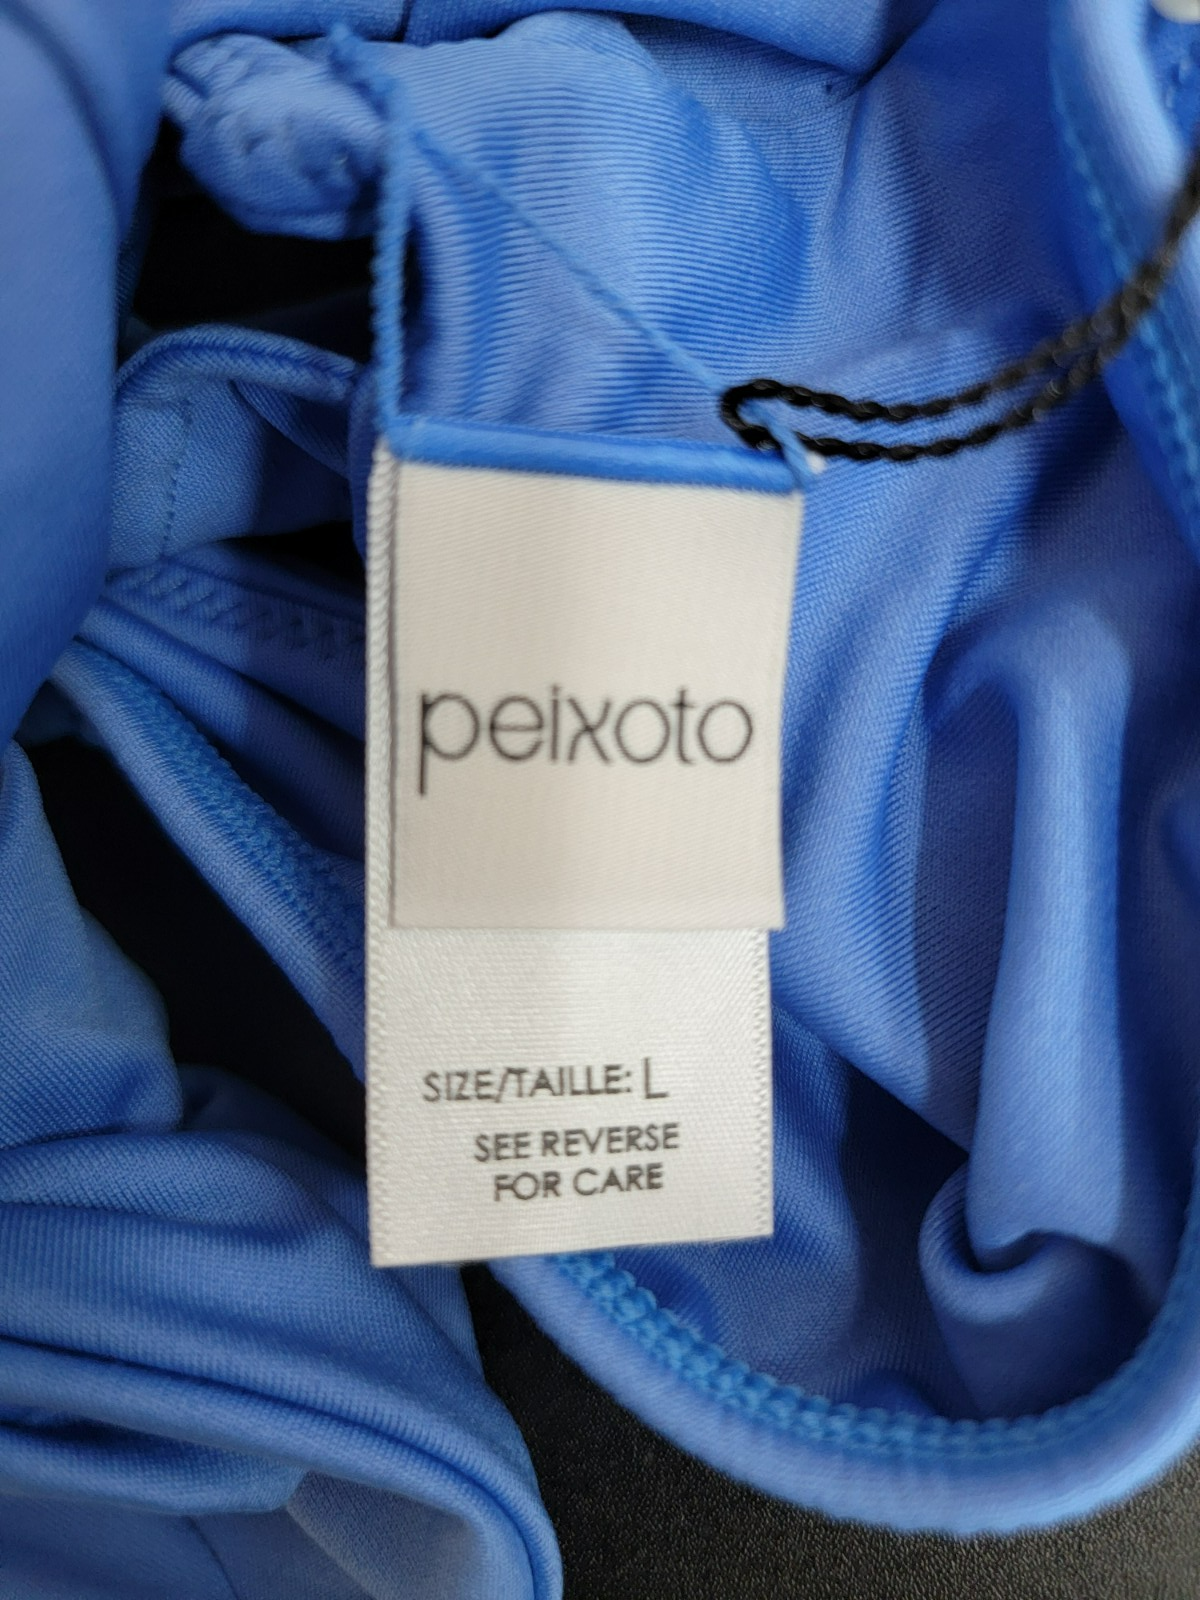 peixoto
SIZE/TAILLE: L
SEE REVERSE
FOR CARE